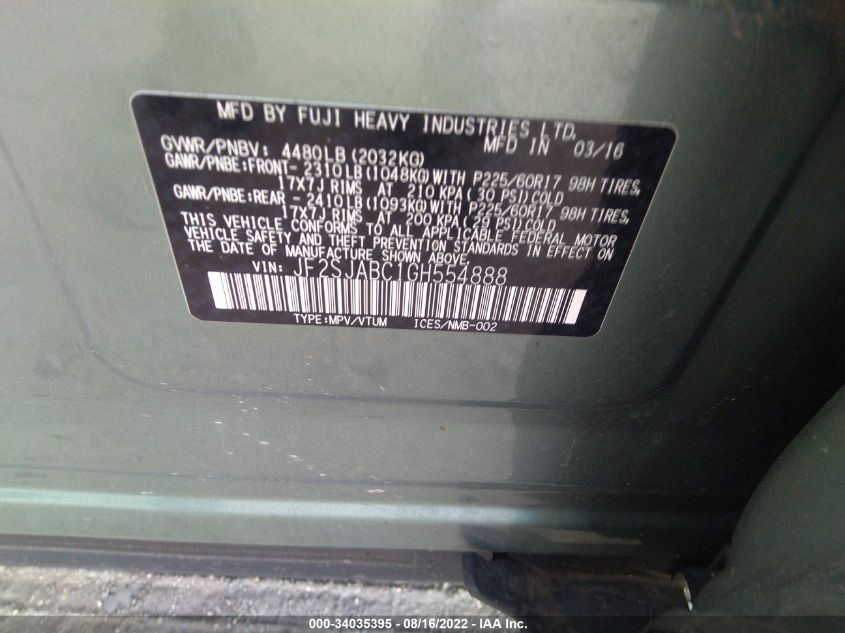 MFD BY FUJI HEAVY INDUSTRIES LTD.
GVWR/PNBV: 4480LB(2032KG) MFD IN 03/16
GAWR/PNBE:FRONT- 2310LB(1048KG)WITH P225/60R17 98H TIRES,
17X7J RIMS AT 210 KPA( 30 PSI)COLD
GAWR/PNBE:REAR - 2410LB(1093KG)WITH P225/60R17 98H TIRES,
17X7J RIMS AT 200 KPA( 29 PSI)COLD
THIS VEHICLE CONFORMS TO ALL APPLICABLE FEDERAL MOTOR
VEHICLE SAFETY AND THEFT PREVENTION STANDARDS IN EFFECT ON
THE DATE OF MANUFACTURE SHOWN ABOVE.
VIN: JF2SJABC1GH554888
TYPE:MPV/VTUM ICES/NMB-002
000-34035395 - 08/16/2022 - IAA Inc.